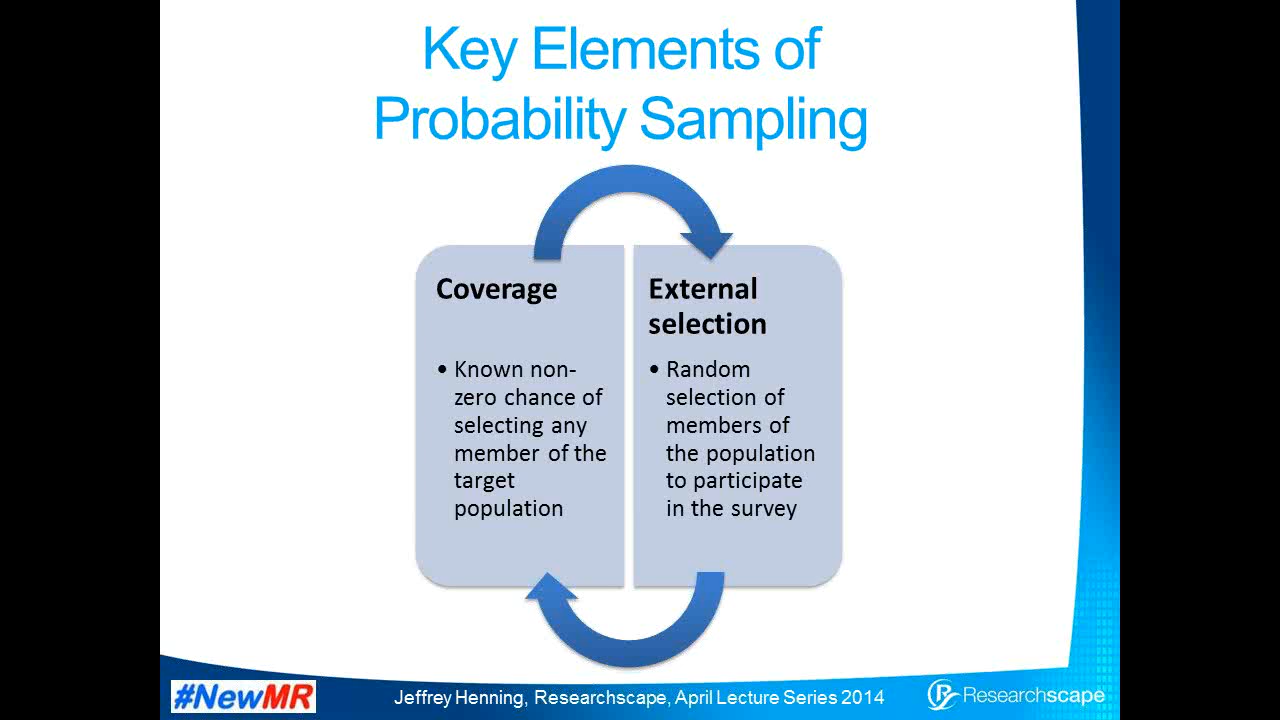 Key Elements of
Probability Sampling
Coverage
• Known non-
zero chance of
selecting any
member of the
target
population
External
selection
• Random
selection of
members of
the population
to participate
in the survey
#NewMR
Jeffrey Henning, Researchscape, April Lecture Series 2014
Researchscape